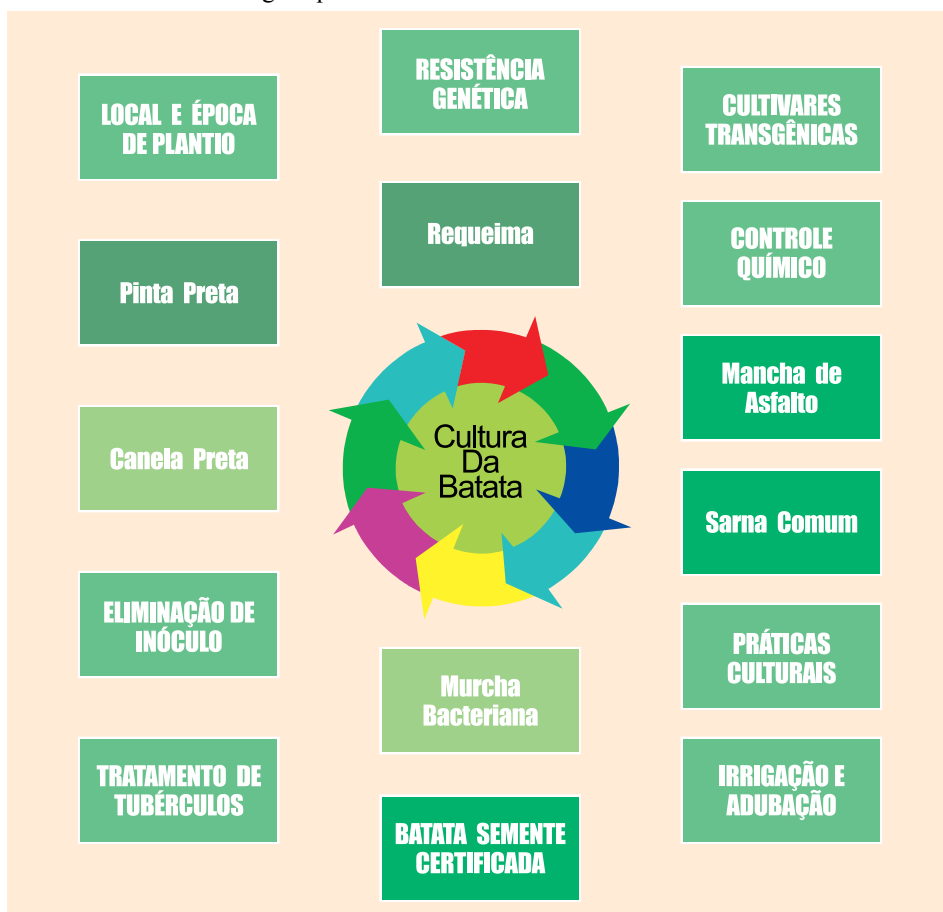 LOCAL E ÉPOCA
DE PLANTIO
Pinta Preta
Canela Preta
ELIMINAÇÃO DE
INÓCULO
TRATAMENTO DE
TUBÉRCULOS
RESISTÊNCIA
GENÉTICA
Requeima
Cultura
Da
Batata
Murcha
Bacteriana
BATATA SEMENTE
CERTIFICADA
CULTIVARES
TRANSGÊNICAS
CONTROLE
QUÍMICO
Mancha de
Asfalto
Sarna Comum
PRÁTICAS
CULTURAIS
IRRIGAÇÃO E
ADUBAÇÃO